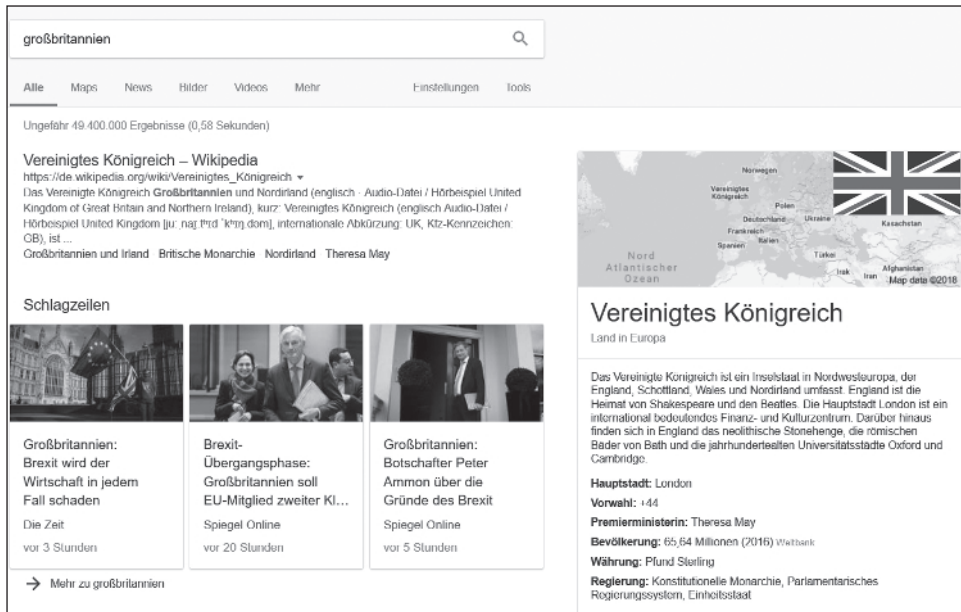 großbritannien
Alle Maps News Bilder Videos Mehr Einstellungen Tools
Ungefähr 49.400.000 Ergebnisse (0,58 Sekunden)
Vereinigtes Königreich – Wikipedia
https://de.wikipedia.org/wiki/Vereinigtes_Königreich
Das Vereinigte Königreich Großbritannien und Nordirland (englisch · Audio-Datei / Hörbeispiel United
Kingdom of Great Britain and Northern Ireland), kurz: Vereinigtes Königreich (englisch Audio-Datei /
Hörbeispiel United Kingdom internationale Abkürzung: UK, Kfz-Kennzeichen:
GB), ist ...
Großbritannien und Irland Britische Monarchie Nordirland Theresa May
Schlagzeilen
Großbritannien:
Brexit wird der
Wirtschaft in jedem
Fall schaden
Die Zeit
vor 3 Stunden
Brexit-
Übergangsphase:
Großbritannien soll
EU-Mitglied zweiter Kl...
Spiegel Online
vor 20 Stunden
Großbritannien:
Botschafter Peter
Ammon über die
Gründe des Brexit
Spiegel Online
vor 5 Stunden
→ Mehr zu großbritannien
Norwegen
Vereinigtes
Königreich
Polen
Deutschland
Ukraine
Kasachstan
Frankreich
Spanien
Italien
Türkei
Nord
Atlantischer
Ozean
Irak
Iran
Afghanistan
Map data ©2018
Vereinigtes Königreich
Land in Europa
Das Vereinigte Königreich ist ein Inselstaat in Nordwesteuropa, der
England, Schottland, Wales und Nordirland umfasst. England ist die
Heimat von Shakespeare und den Beatles. Die Hauptstadt London ist ein
international bedeutendes Finanz- und Kulturzentrum. Darüber hinaus
finden sich in England das neolithische Stonehenge, die römischen
Bäder von Bath und die jahrhundertealten Universitätsstädte Oxford und
Cambridge.
Hauptstadt: London
Vorwahl: +44
Premierministerin: Theresa May
Bevölkerung: 65,64 Millionen (2016) Weltbank
Währung: Pfund Sterling
Regierung: Konstitutionelle Monarchie, Parlamentarisches
Regierungssystem, Einheitsstaat